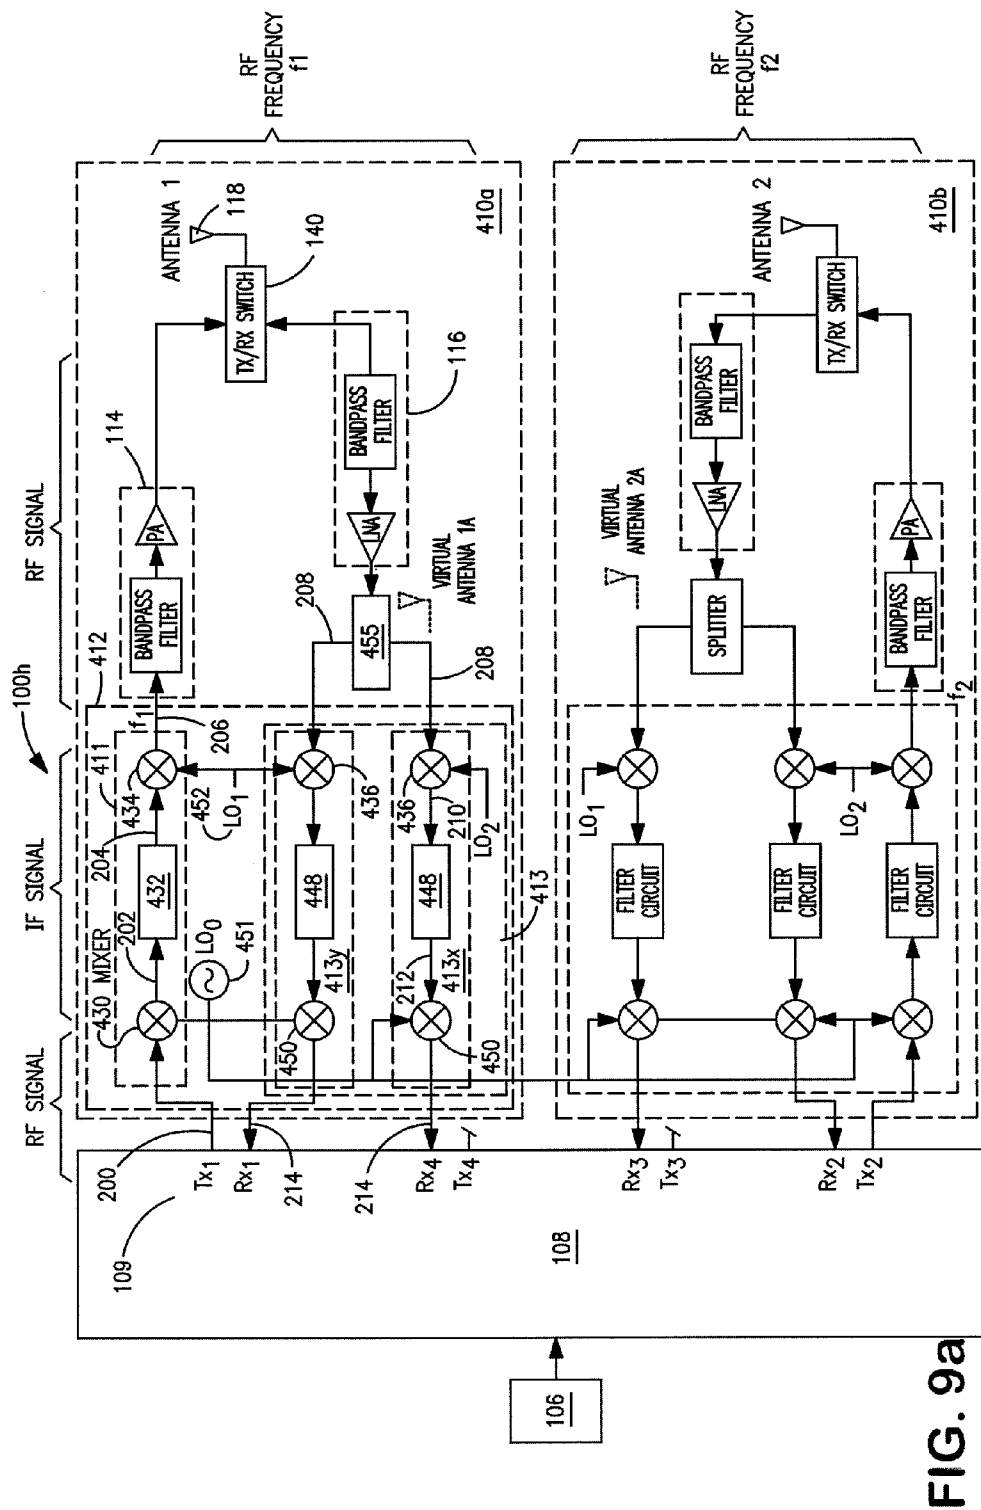 100h
RF SIGNAL
IF SIGNAL
RF SIGNAL
RF FREQUENCY f1
RF FREQUENCY f2
109
200
Tx1
Rx1
214
214
Rx4
Tx4
Rx3
Tx3
Rx2
Tx2
108
106
430
MIXER
202
432
204
434
411
412
f1
206
452
LO1
LO0
451
450
413y
448
436
208
450
212
413x
448
210
436
LO2
208
413
BANDPASS FILTER
PA
114
455
LNA
BANDPASS FILTER
116
VIRTUAL ANTENNA 1A
TX/RX SWITCH
140
118
ANTENNA 1
410a
LO1
FILTER CIRCUIT
FILTER CIRCUIT
LO2
FILTER CIRCUIT
f2
SPLITTER
VIRTUAL ANTENNA 2A
LNA
BANDPASS FILTER
BANDPASS FILTER
PA
TX/RX SWITCH
ANTENNA 2
410b
FIG. 9a